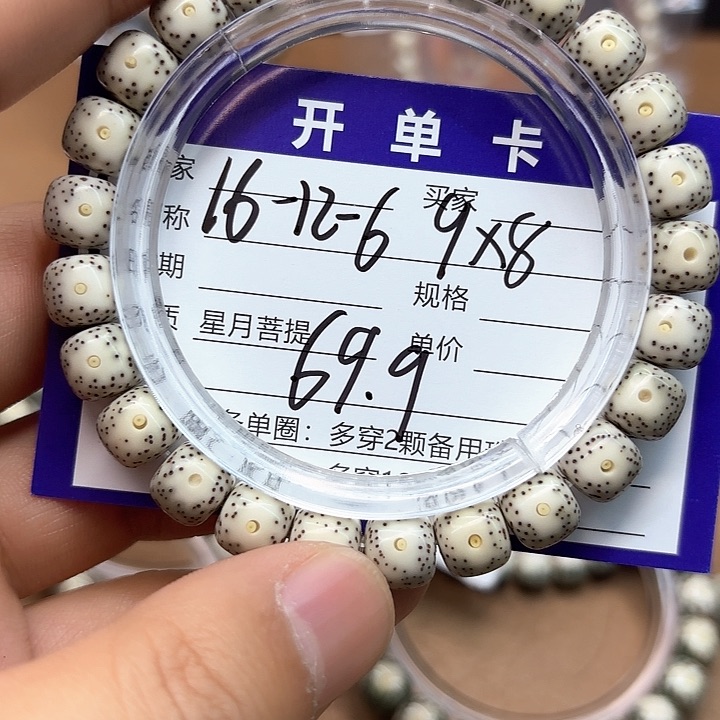 开单卡
家 买家
16-12-6 9x8
称
期 规格
质 星月菩提 单价
69.9
单圈：多穿2颗备用